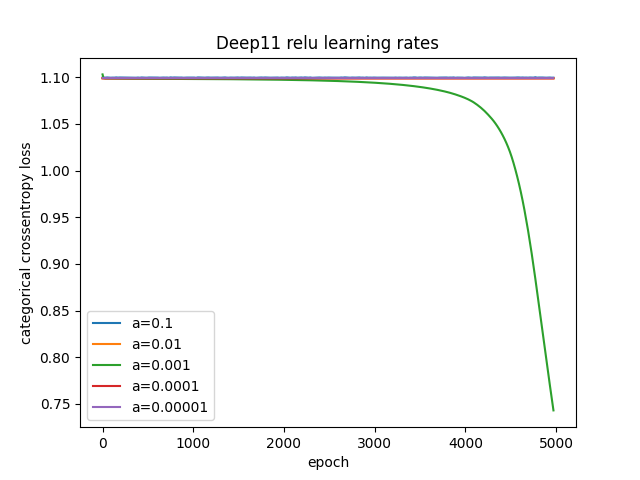 Deep11 relu learning rates
categorical crossentropy loss
1.10
1.05
1.00
0.95
0.90
0.85
0.80
0.75
a=0.1
a=0.01
a=0.001
a=0.0001
a=0.00001
0 1000 2000 3000 4000 5000
epoch